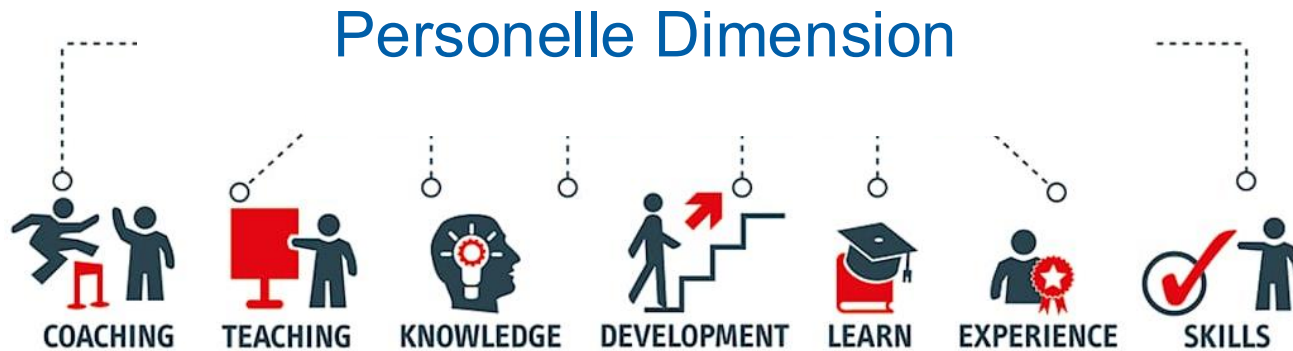 Personelle Dimension
COACHING TEACHING KNOWLEDGE DEVELOPMENT LEARN EXPERIENCE SKILLS